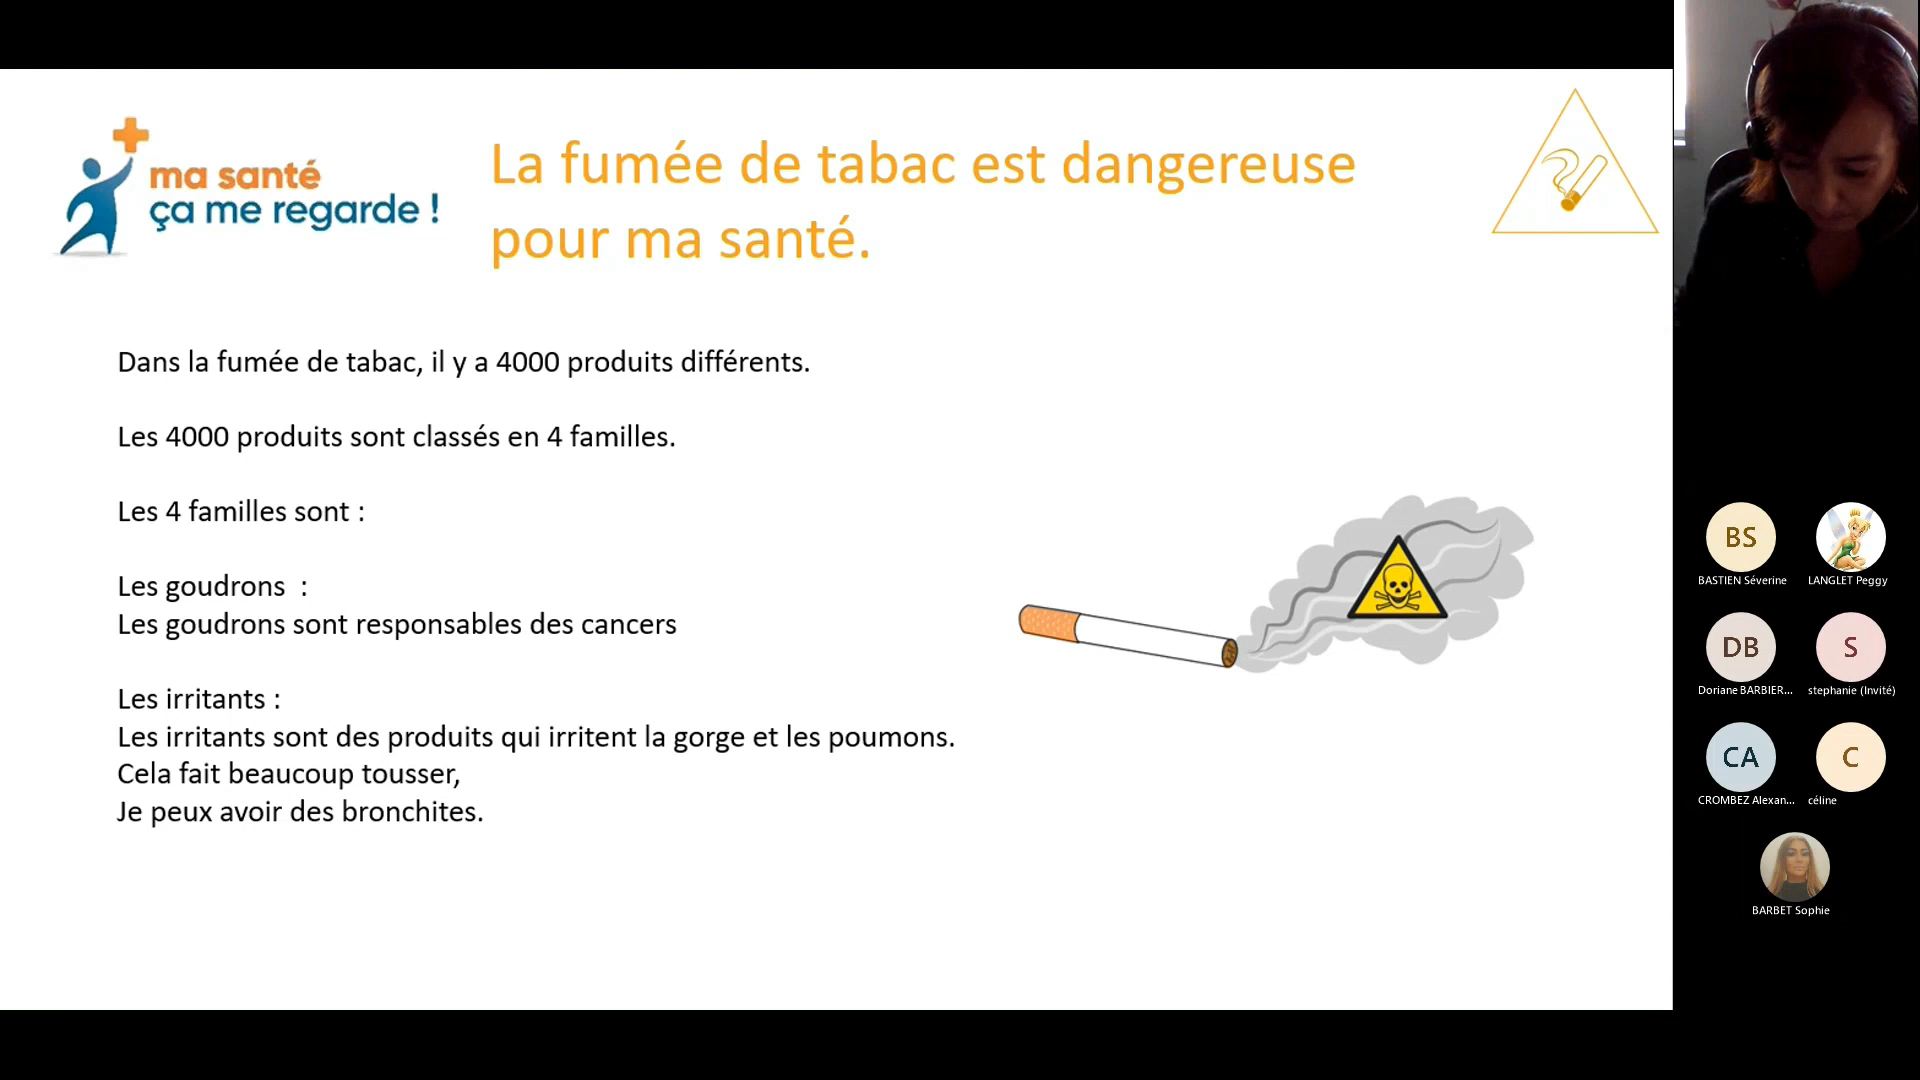 ma santé
ça me regarde !
La fumée de tabac est dangereuse
pour ma santé.
Dans la fumée de tabac, il y a 4000 produits différents.
Les 4000 produits sont classés en 4 familles.
Les 4 familles sont :
Les goudrons  :
Les goudrons sont responsables des cancers
Les irritants :
Les irritants sont des produits qui irritent la gorge et les poumons.
Cela fait beaucoup tousser,
Je peux avoir des bronchites.
BS
BASTIEN Séverine
LANGLET Peggy
DB
Doriane BARBIER...
S
stephanie (Invité)
CA
CROMBEZ Alexan...
C
céline
BARBET Sophie